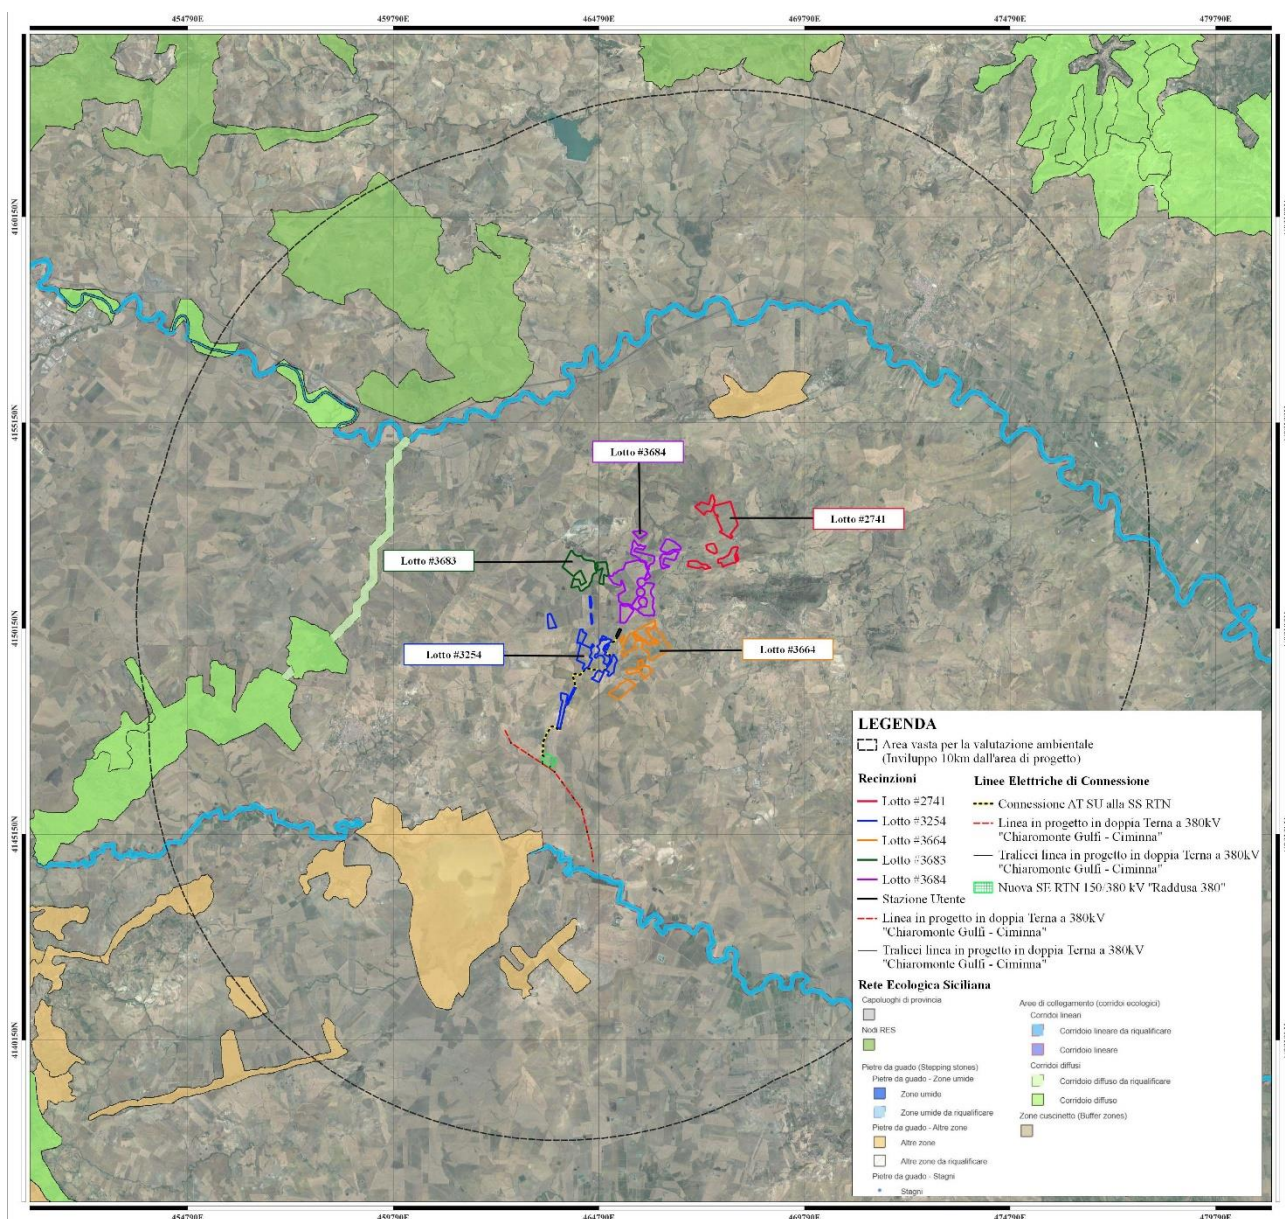 454790E 459790E 464790E 469790E 474790E 479790E
4160150N
4155150N
4150150N
4145150N
4140150N
Lotto #3684
Lotto #2741
Lotto #3683
Lotto #3254
Lotto #3664
LEGENDA
Area vasta per la valutazione ambientale
(Inviluppo 10km dall'area di progetto)
Recinzioni
Lotto #2741
Lotto #3254
Lotto #3664
Lotto #3683
Lotto #3684
Stazione Utente
Linea in progetto in doppia Terna a 380kV
"Chiaromonte Gulfi - Ciminna"
Tralicci linea in progetto in doppia Terna a 380kV
"Chiaromonte Gulfi - Ciminna"
Linee Elettriche di Connessione
Connessione AT SU alla SS RTN
Linea in progetto in doppia Terna a 380kV
"Chiaromonte Gulfi - Ciminna"
Tralicci linea in progetto in doppia Terna a 380kV
"Chiaromonte Gulfi - Ciminna"
Nuova SE RTN 150/380 kV "Raddusa 380"
Rete Ecologica Siciliana
Capoluoghi di provincia
Nodi RES
Pietre da guado (Stepping stones)
Pietre da guado - Zone umide
Zone umide
Zone umide da riqualificare
Pietre da guado - Altre zone
Altre zone
Altre zone da riqualificare
Pietre da guado - Stagni
Stagni
Aree di collegamento (corridoi ecologici)
Corridoi lineari
Corridoio lineare da riqualificare
Corridoio lineare
Corridoi diffusi
Corridoio diffuso da riqualificare
Corridoio diffuso
Zone cuscinetto (Buffer zones)
454790E 459790E 464790E 469790E 474790E 479790E